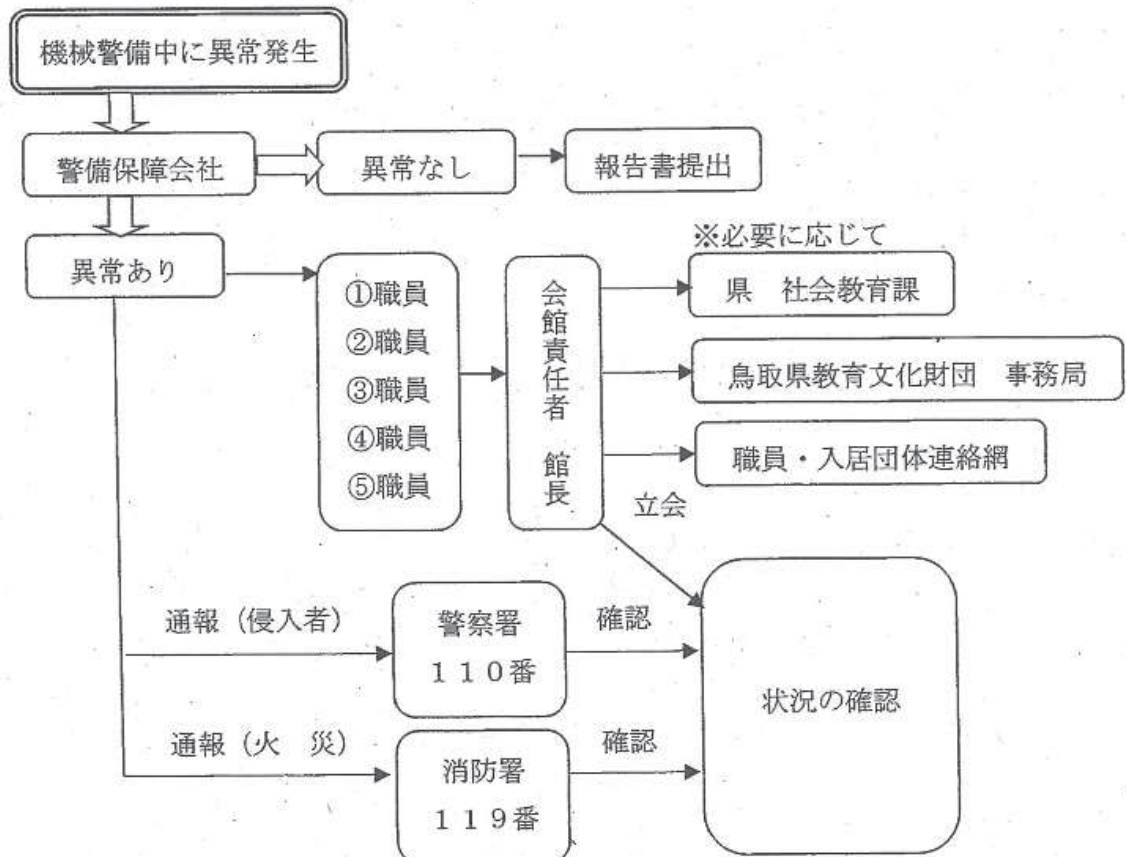 機械警備中に異常発生
警備保障会社
異常なし
報告書提出
異常あり
①職員
②職員
③職員
④職員
⑤職員
会館責任者 館長
※必要に応じて
県 社会教育課
鳥取県教育文化財団 事務局
職員・入居団体連絡網
立会
通報（侵入者）
警察署
１１０番
確認
通報（火 災）
消防署
１１９番
確認
状況の確認